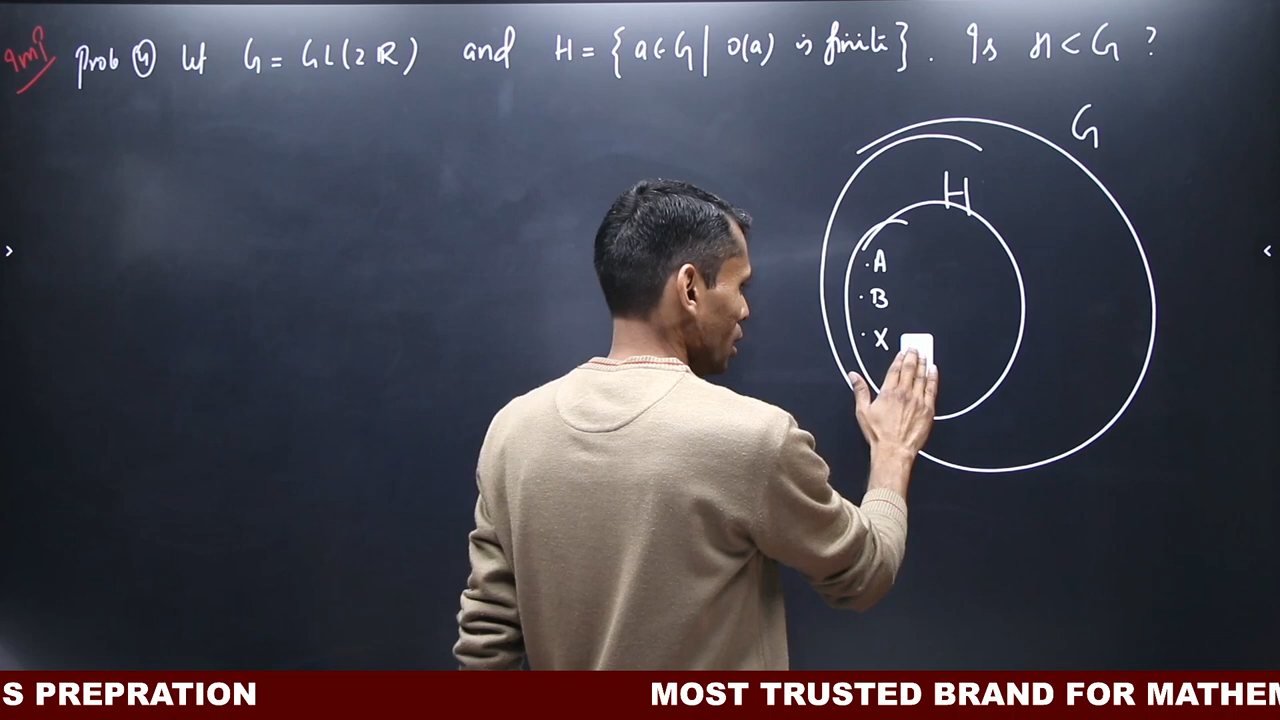 Imp
Prob ④ Let G = GL(2 R) and H = { a ∈ G | O(a) is finite } . Is H < G ?
G
H
· A
· B
· X
S PREPRATION MOST TRUSTED BRAND FOR MATHEM